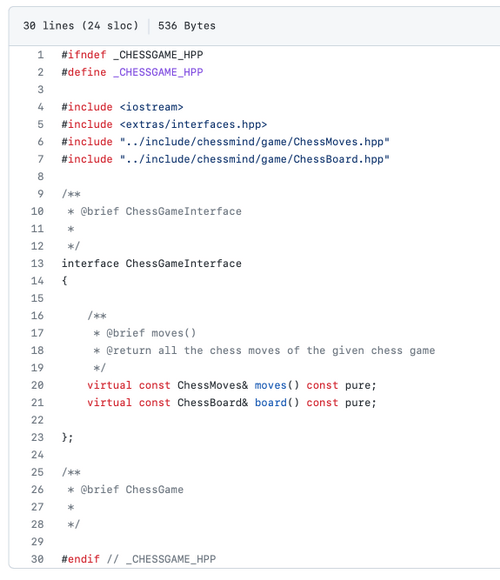 30 lines (24 sloc) 536 Bytes
1 #ifndef _CHESSGAME_HPP
2 #define _CHESSGAME_HPP
3
4 #include <iostream>
5 #include <extras/interfaces.hpp>
6 #include "../include/chessmind/game/ChessMoves.hpp"
7 #include "../include/chessmind/game/ChessBoard.hpp"
8
9 /**
10 * @brief ChessGameInterface
11 *
12 */
13 interface ChessGameInterface
14 {
15
16 /**
17 * @brief moves()
18 * @return all the chess moves of the given chess game
19 */
20 virtual const ChessMoves& moves() const pure;
21 virtual const ChessBoard& board() const pure;
22
23 };
24
25 /**
26 * @brief ChessGame
27 *
28 */
29
30 #endif // _CHESSGAME_HPP